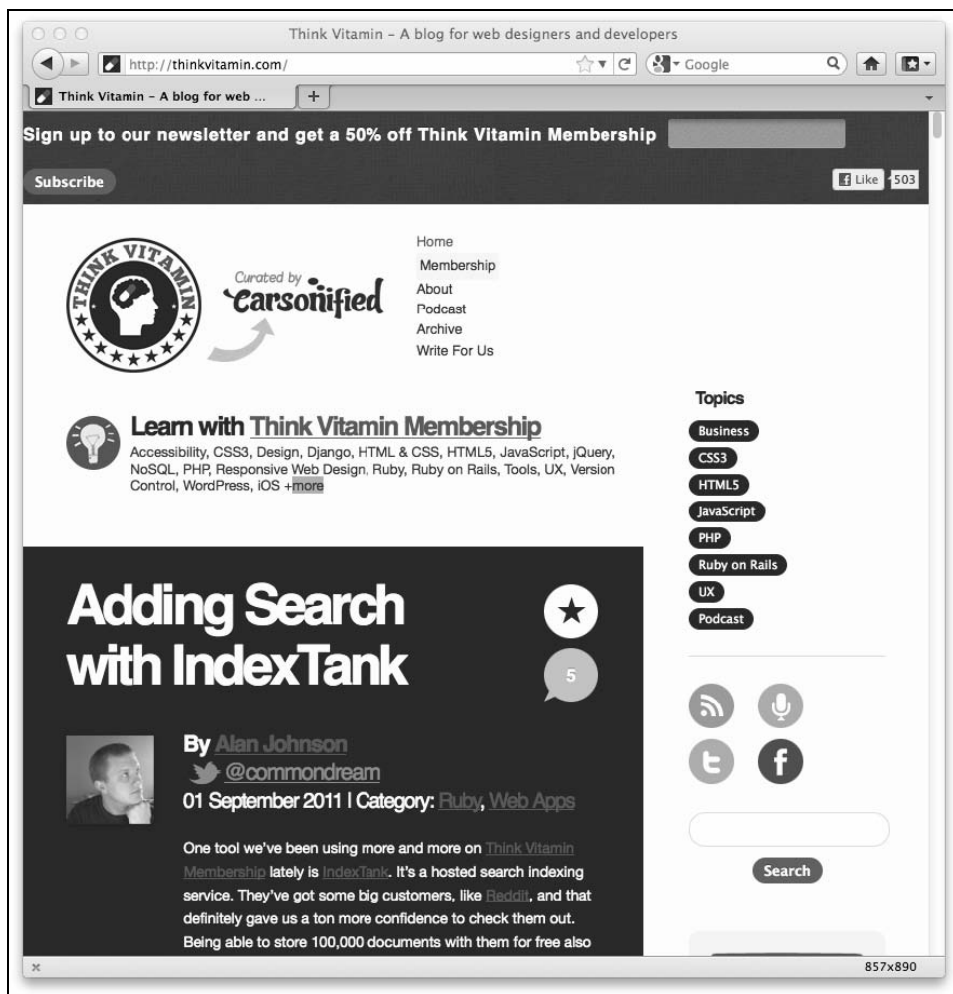 Think Vitamin – A blog for web designers and developers
http://thinkvitamin.com/
Google
Think Vitamin – A blog for web ...
Sign up to our newsletter and get a 50% off Think Vitamin Membership
Subscribe
Like
503
THINK VITAMIN
Curated by
carsonified
Home
Membership
About
Podcast
Archive
Write For Us
Learn with Think Vitamin Membership
Accessibility, CSS3, Design, Django, HTML & CSS, HTML5, JavaScript, jQuery,
NoSQL, PHP, Responsive Web Design, Ruby, Ruby on Rails, Tools, UX, Version
Control, WordPress, iOS +more
Topics
Business
CSS3
HTML5
JavaScript
PHP
Ruby on Rails
UX
Podcast
Adding Search
with IndexTank
5
By Alan Johnson
@commondream
01 September 2011 | Category: Ruby, Web Apps
One tool we've been using more and more on Think Vitamin
Membership lately is IndexTank. It's a hosted search indexing
service. They've got some big customers, like Reddit, and that
definitely gave us a ton more confidence to check them out.
Being able to store 100,000 documents with them for free also
Search
857x890